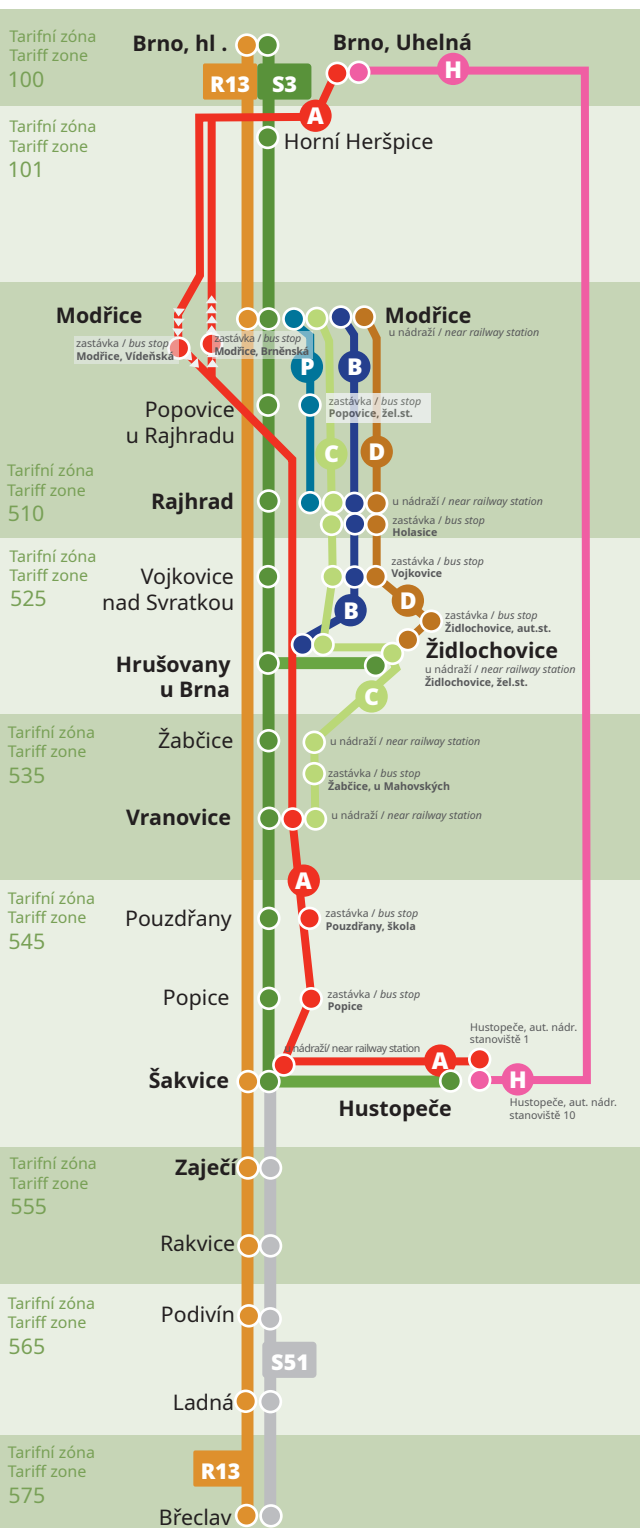 Tarifní zóna
Tariff zone
100
Brno, hl .
Brno, Uhelná
R13
S3
H
A
Tarifní zóna
Tariff zone
101
Horní Heršpice
Modřice
zastávka / bus stop
Modřice, Vídeňská
zastávka / bus stop
Modřice, Brněnská
Modřice
u nádraží / near railway station
P
B
Popovice
u Rajhradu
zastávka / bus stop
Popovice, žel.st.
C
D
Tarifní zóna
Tariff zone
510
Rajhrad
u nádraží / near railway station
zastávka / bus stop
Holasice
Tarifní zóna
Tariff zone
525
Vojkovice
nad Svratkou
zastávka / bus stop
Vojkovice
B
D
zastávka / bus stop
Židlochovice, aut.st.
Židlochovice
u nádraží / near railway station
Židlochovice, žel.st.
Hrušovany
u Brna
C
Tarifní zóna
Tariff zone
535
Žabčice
u nádraží / near railway station
zastávka / bus stop
Žabčice, u Mahovských
Vranovice
u nádraží / near railway station
A
Tarifní zóna
Tariff zone
545
Pouzdřany
zastávka / bus stop
Pouzdřany, škola
Popice
zastávka / bus stop
Popice
nádraží/ near railway station
A
Hustopeče, aut. nádr.
stanoviště 1
Šakvice
H
Hustopeče
Hustopeče, aut. nádr.
stanoviště 10
Tarifní zóna
Tariff zone
555
Zaječí
Rakvice
Tarifní zóna
Tariff zone
565
Podivín
S51
Ladná
Tarifní zóna
Tariff zone
575
R13
Břeclav